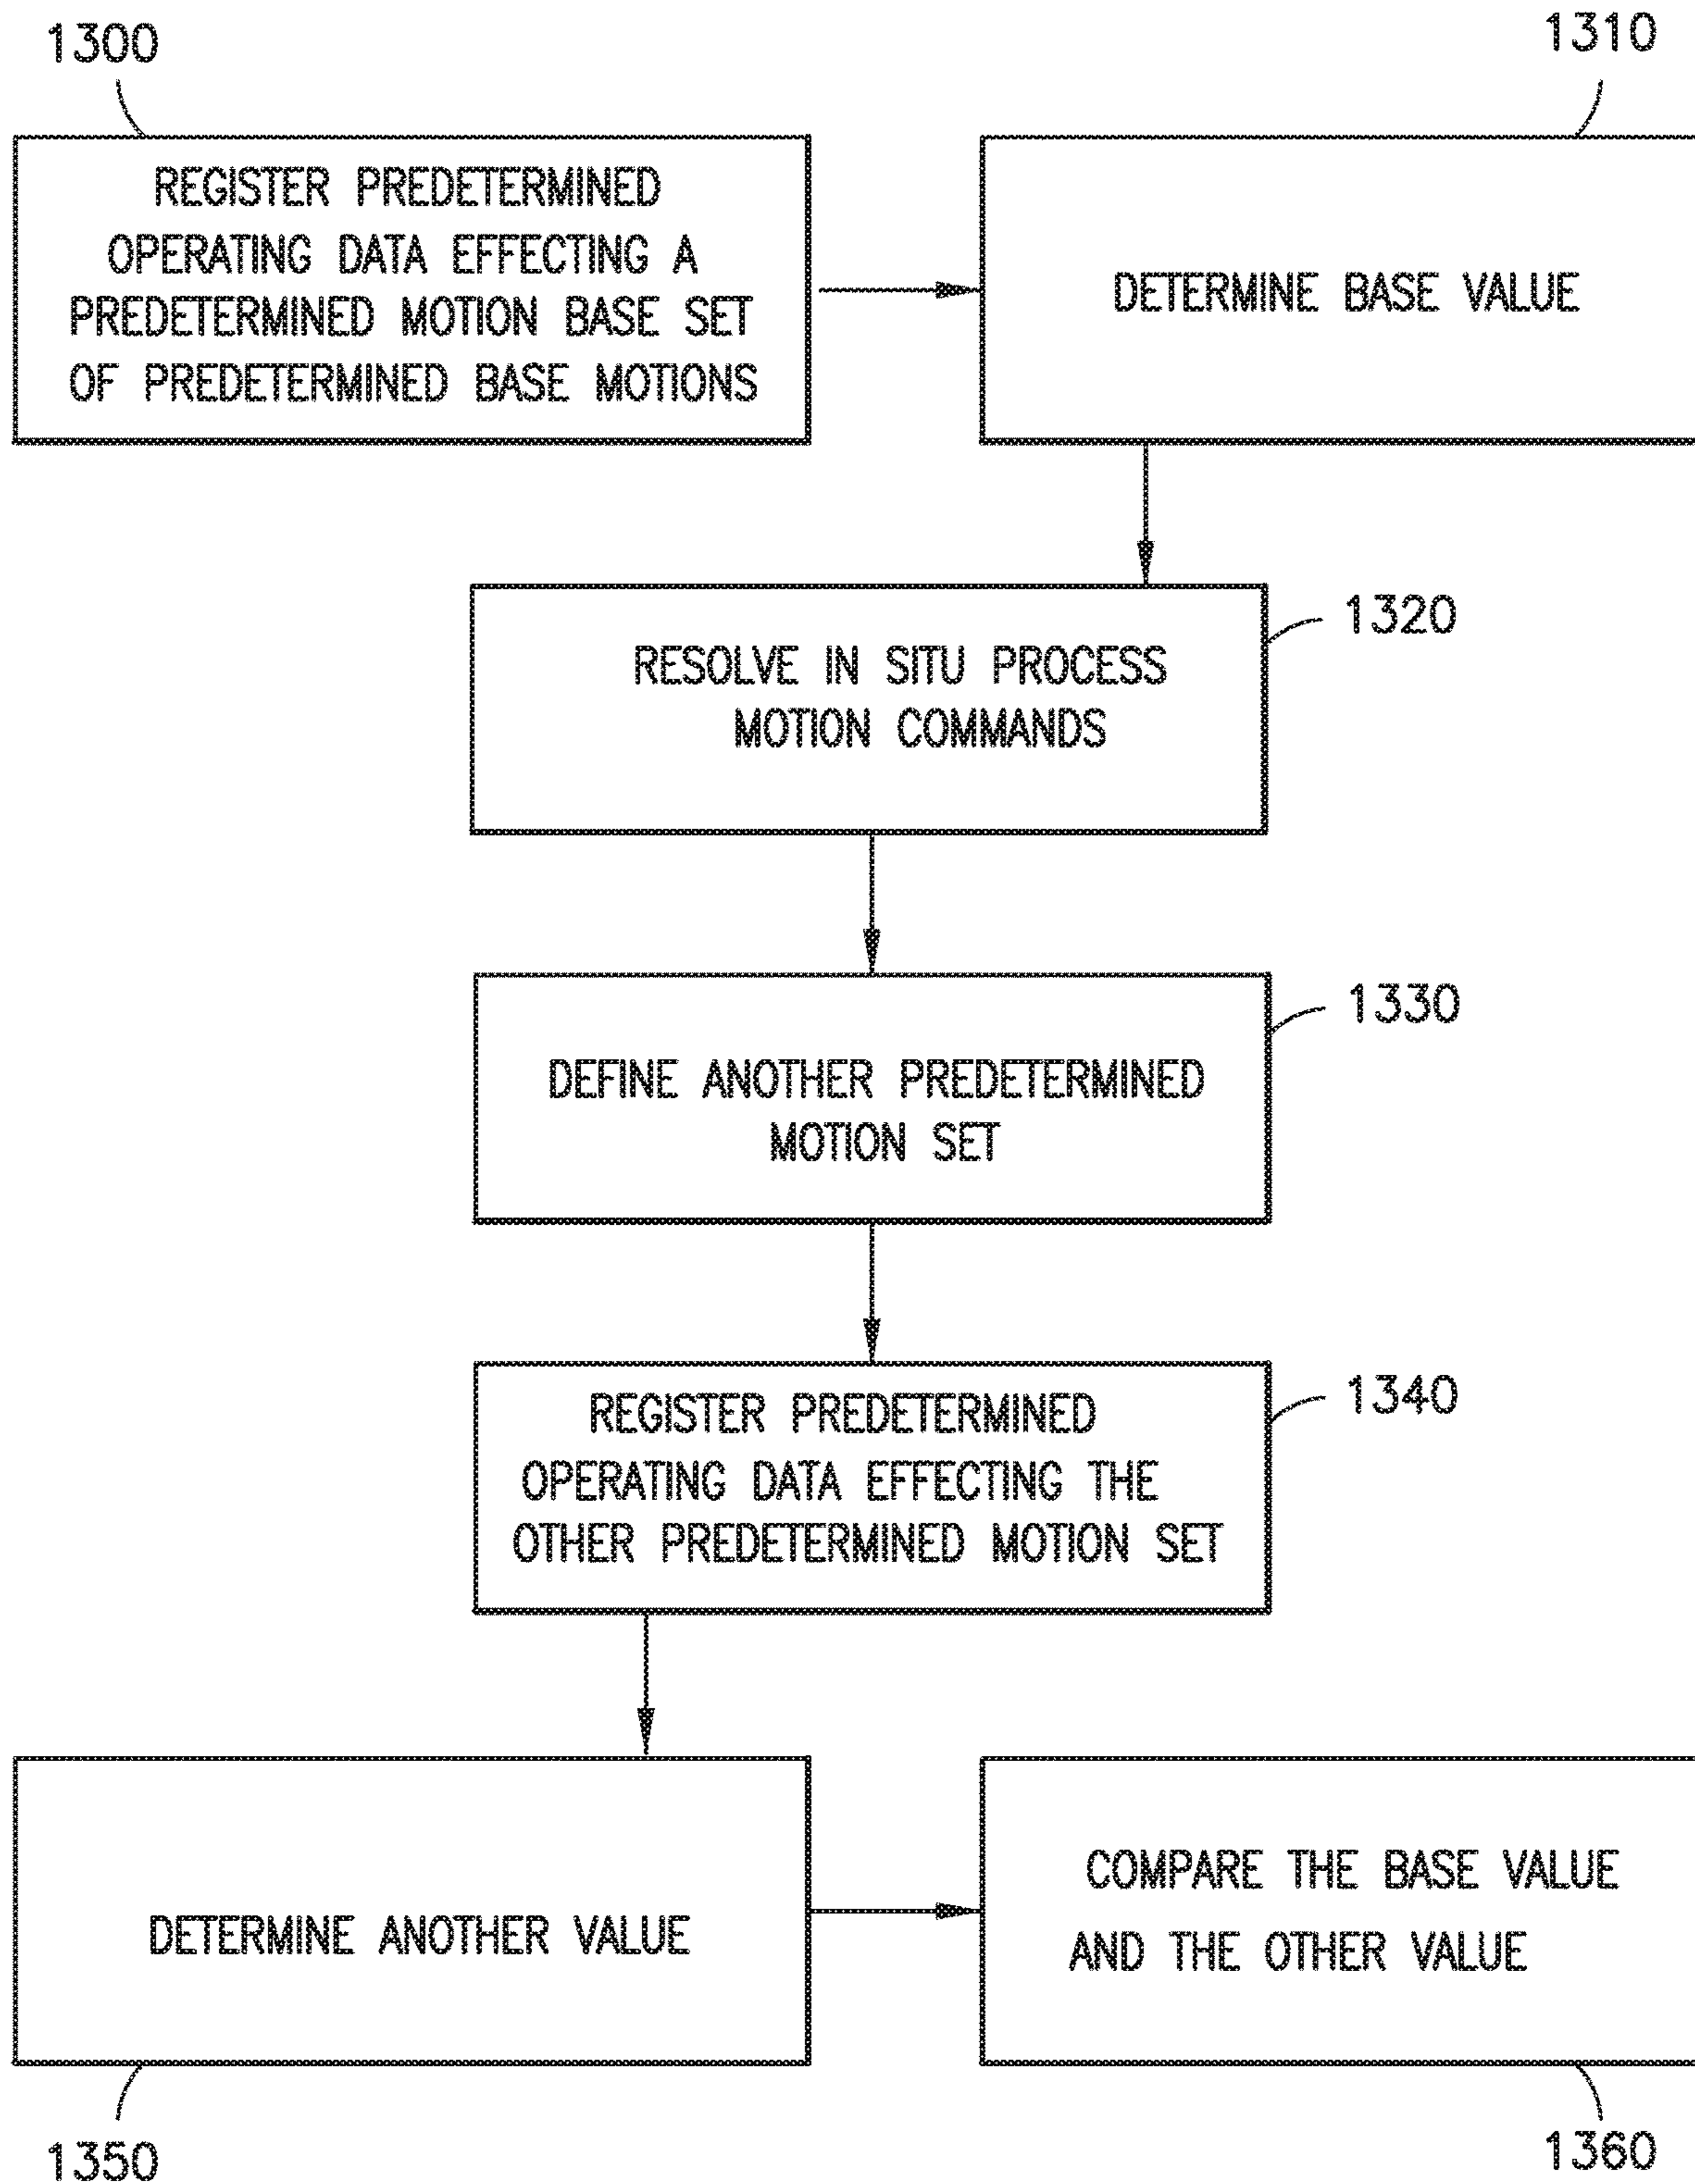 1300
1310
REGISTER PREDETERMINED
OPERATING DATA EFFECTING A
PREDETERMINED MOTION BASE SET
OF PREDETERMINED BASE MOTIONS
DETERMINE BASE VALUE
1320
RESOLVE IN SITU PROCESS
MOTION COMMANDS
1330
DEFINE ANOTHER PREDETERMINED
MOTION SET
1340
REGISTER PREDETERMINED
OPERATING DATA EFFECTING THE
OTHER PREDETERMINED MOTION SET
DETERMINE ANOTHER VALUE
COMPARE THE BASE VALUE
AND THE OTHER VALUE
1350
1360